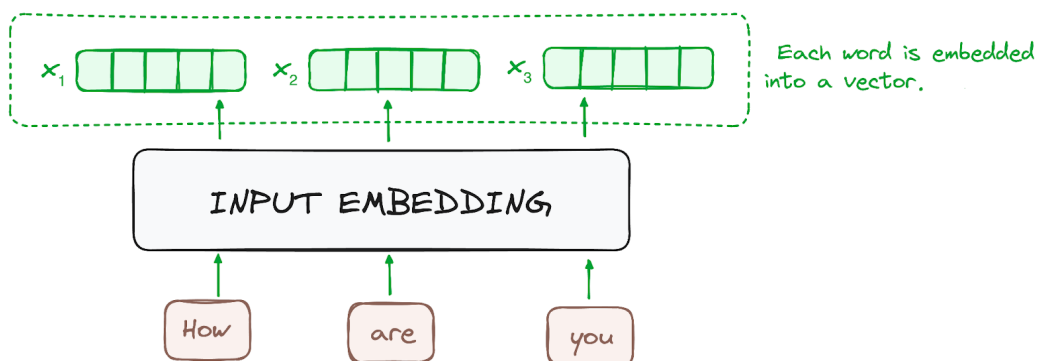 x1
x2
x3
Each word is embedded
into a vector.
INPUT EMBEDDING
How
are
you